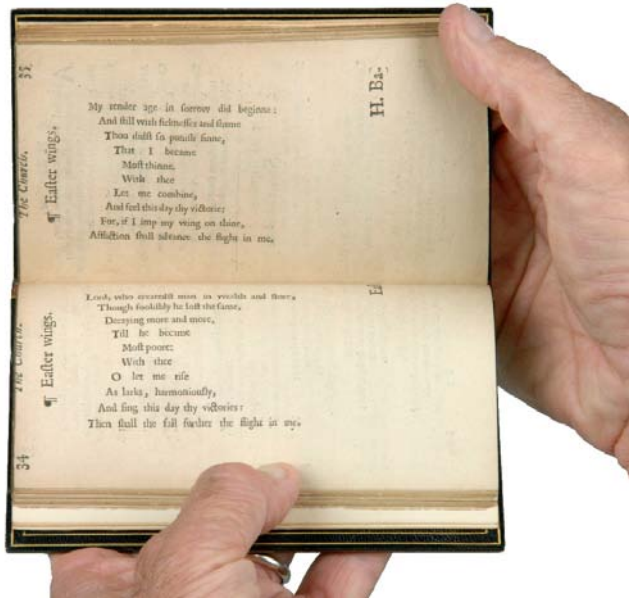 The Church. 35
¶ Eaſter wings.
My tender age in ſorrow did beginne:
And ſtill with ſickneſſes and ſhame
Thou didſt ſo puniſh ſinne,
That I became
Moſt thinne.
With thee
Let me combine,
And feel this day thy victorie:
For, if I imp my wing on thine,
Affliction ſhall advance the flight in me.
H. Ba-
34 The Church.
¶ Eaſter wings.
Lord, who createdſt man in wealth and ſtore,
Though fooliſhly he loſt the ſame,
Decaying more and more,
Till he became
Moſt poore:
With thee
O let me riſe
As larks, harmoniouſly,
And ſing this day thy victories:
Then ſhall the fall further the flight in me.